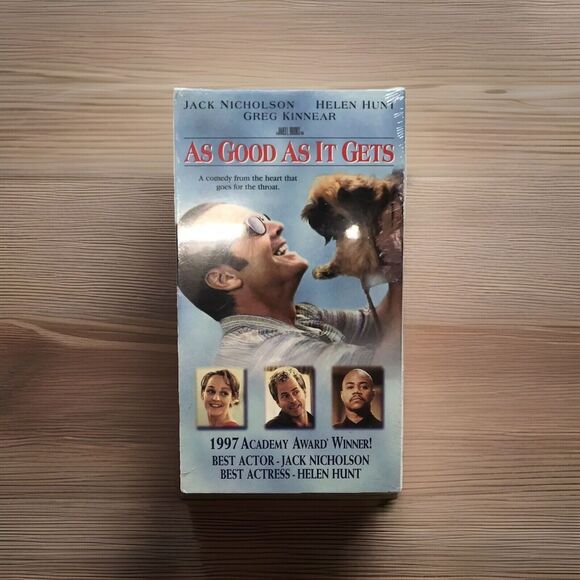 JACK NICHOLSON HELEN HUNT
GREG KINNEAR
AS GOOD AS IT GETS
A comedy from the heart that
goes for the throat.
1997 ACADEMY AWARD® WINNER!
BEST ACTOR - JACK NICHOLSON
BEST ACTRESS - HELEN HUNT